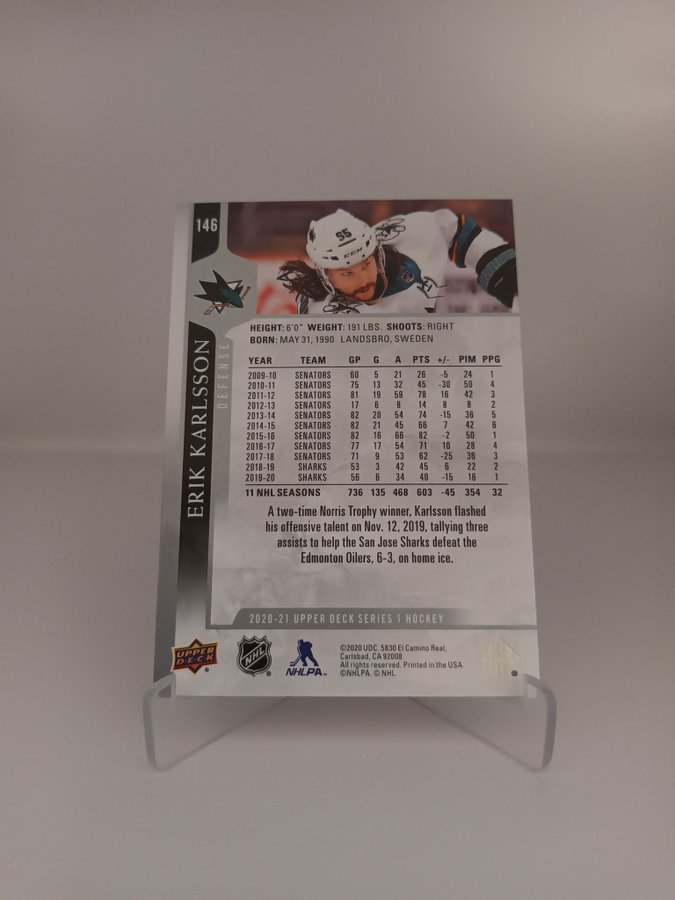 146
65
CCM
ERIK KARLSSON
DEFENSE
HEIGHT: 6'0" WEIGHT: 191 LBS. SHOOTS: RIGHT
BORN: MAY 31, 1990 LANDSBRO, SWEDEN
YEAR TEAM GP G A PTS +/- PIM PPG
2009-10 SENATORS 60 5 21 26 -5 24 1
2010-11 SENATORS 75 13 32 45 -30 50 4
2011-12 SENATORS 81 19 59 78 16 42 3
2012-13 SENATORS 17 6 8 14 8 8 2
2013-14 SENATORS 82 20 54 74 -15 36 5
2014-15 SENATORS 82 21 45 66 7 42 6
2015-16 SENATORS 82 16 66 82 -2 50 1
2016-17 SENATORS 77 17 54 71 10 28 4
2017-18 SENATORS 71 9 53 62 -25 36 3
2018-19 SHARKS 53 3 42 45 6 22 2
2019-20 SHARKS 56 6 34 40 -15 16 1
11 NHL SEASONS 736 135 468 603 -45 354 32
A two-time Norris Trophy winner, Karlsson flashed
his offensive talent on Nov. 12, 2019, tallying three
assists to help the San Jose Sharks defeat the
Edmonton Oilers, 6-3, on home ice.
2020-21 UPPER DECK SERIES 1 HOCKEY
UPPER DECK ®
NHL ®
NHLPA ™
©2020 UDC. 5830 El Camino Real,
Carlsbad, CA 92008.
All rights reserved. Printed in the USA.
©NHLPA. © NHL
®